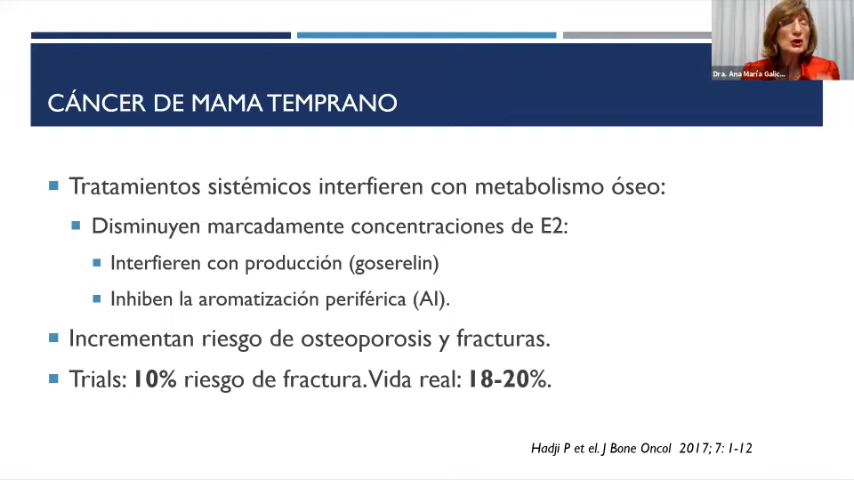 Dra. Ana María Galic...
CÁNCER DE MAMA TEMPRANO
Tratamientos sistémicos interfieren con metabolismo óseo:
Disminuyen marcadamente concentraciones de E2:
Interfieren con producción (goserelin)
Inhiben la aromatización periférica (AI).
Incrementan riesgo de osteoporosis y fracturas.
Trials: 10% riesgo de fractura. Vida real: 18-20%.
Hadji P et el. J Bone Oncol 2017; 7: 1-12